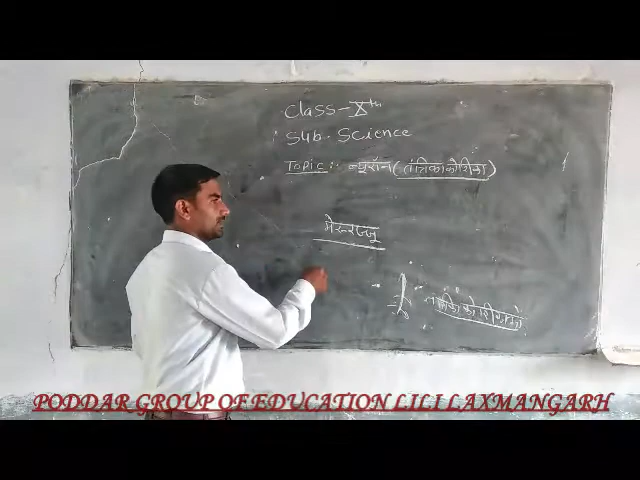 Class - Xth
Sub. Science
Topic :- न्यूरॉन (तंत्रिका कोशिका)
मेरूरज्जू
PODDAR GROUP OF EDUCATION LILI LAXMANGARH